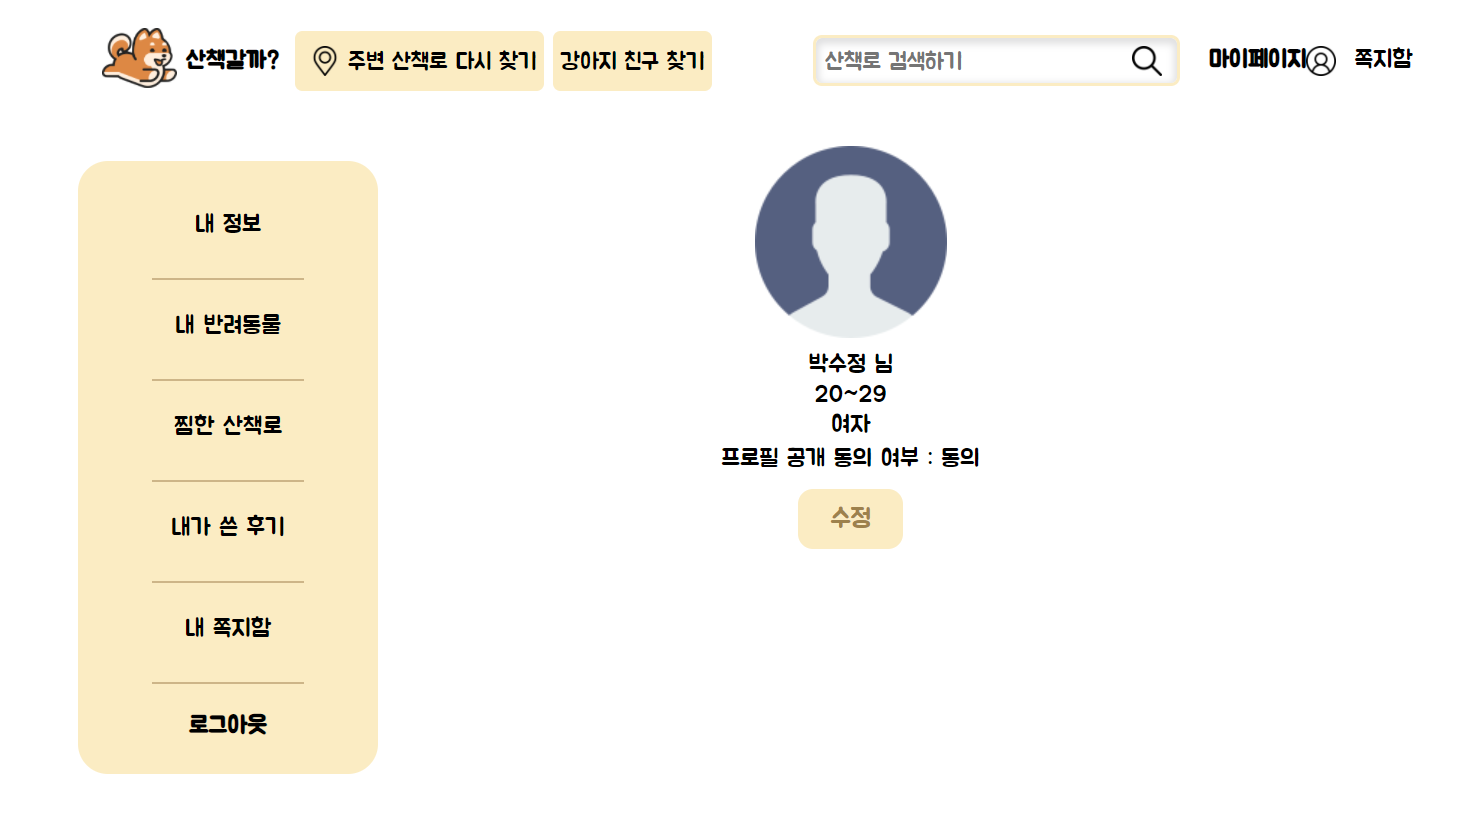 산책갈까?
주변 산책로 다시 찾기
강아지 친구 찾기
산책로 검색하기
마이페이지
쪽지함
내 정보
내 반려동물
찜한 산책로
내가 쓴 후기
내 쪽지함
로그아웃
박수정 님
20~29
여자
프로필 공개 동의 여부 : 동의
수정